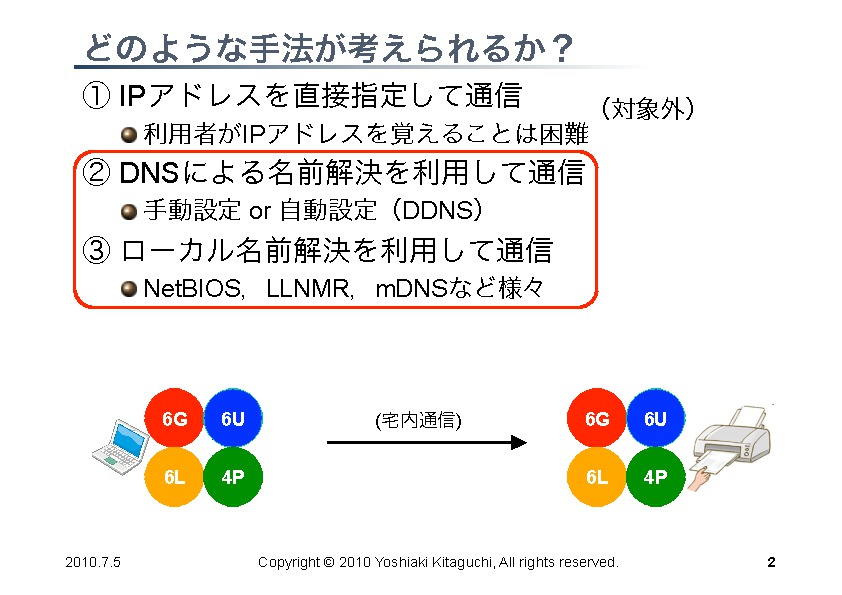 どのような手法が考えられるか？
① IPアドレスを直接指定して通信
（対象外）
利用者がIPアドレスを覚えることは困難
② DNSによる名前解決を利用して通信
手動設定 or 自動設定（DDNS）
③ ローカル名前解決を利用して通信
NetBIOS，LLNMR，mDNSなど様々
6G 6U
(宅内通信)
6G 6U
6L 4P
6L 4P
2010.7.5
Copyright © 2010 Yoshiaki Kitaguchi, All rights reserved.
2